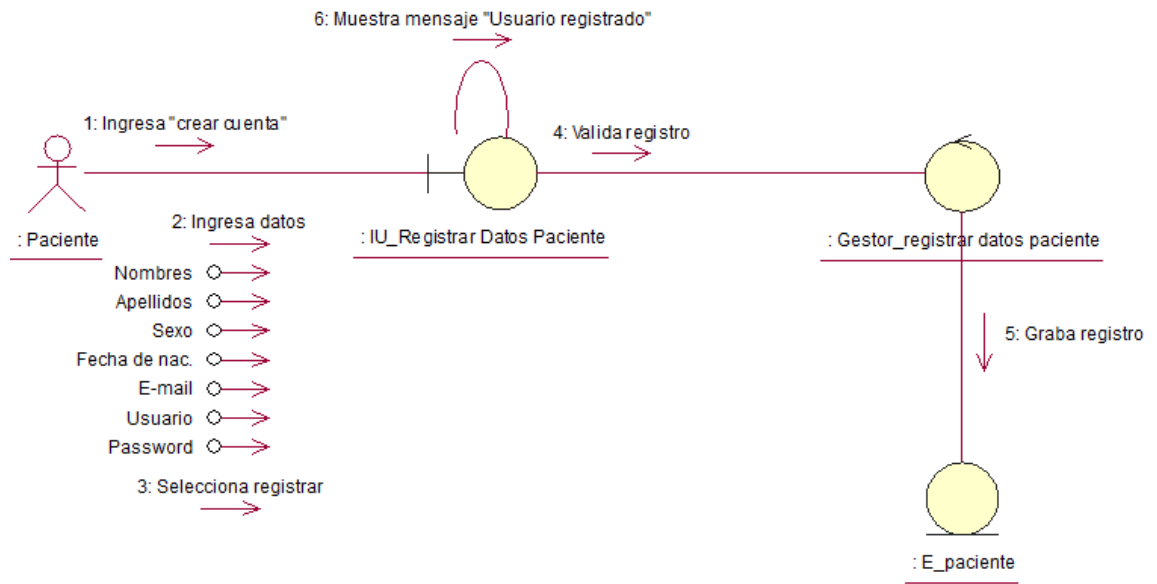 6: Muestra mensaje "Usuario registrado"
1: Ingresa "crear cuenta"
4: Valida registro
2: Ingresa datos
: Paciente
: IU_Registrar Datos Paciente
: Gestor_registrar datos paciente
Nombres
Apellidos
Sexo
Fecha de nac.
E-mail
Usuario
Password
5: Graba registro
3: Selecciona registrar
: E_paciente